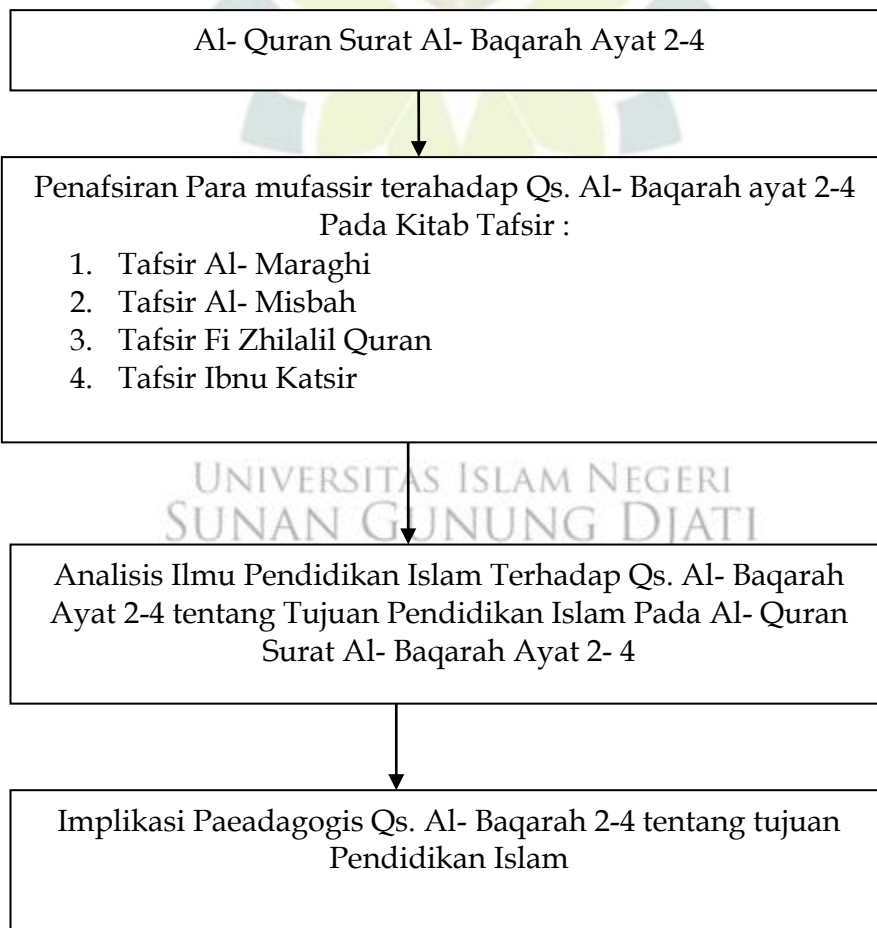 Al- Quran Surat Al- Baqarah Ayat 2-4
Penafsiran Para mufassir terahadap Qs. Al- Baqarah ayat 2-4
Pada Kitab Tafsir :
1. Tafsir Al- Maraghi
2. Tafsir Al- Misbah
3. Tafsir Fi Zhilalil Quran
4. Tafsir Ibnu Katsir
UNIVERSITAS ISLAM NEGERI
SUNAN GUNUNG DJATI
Analisis Ilmu Pendidikan Islam Terhadap Qs. Al- Baqarah
Ayat 2-4 tentang Tujuan Pendidikan Islam Pada Al- Quran
Surat Al- Baqarah Ayat 2- 4
Implikasi Paeadagogis Qs. Al- Baqarah 2-4 tentang tujuan
Pendidikan Islam